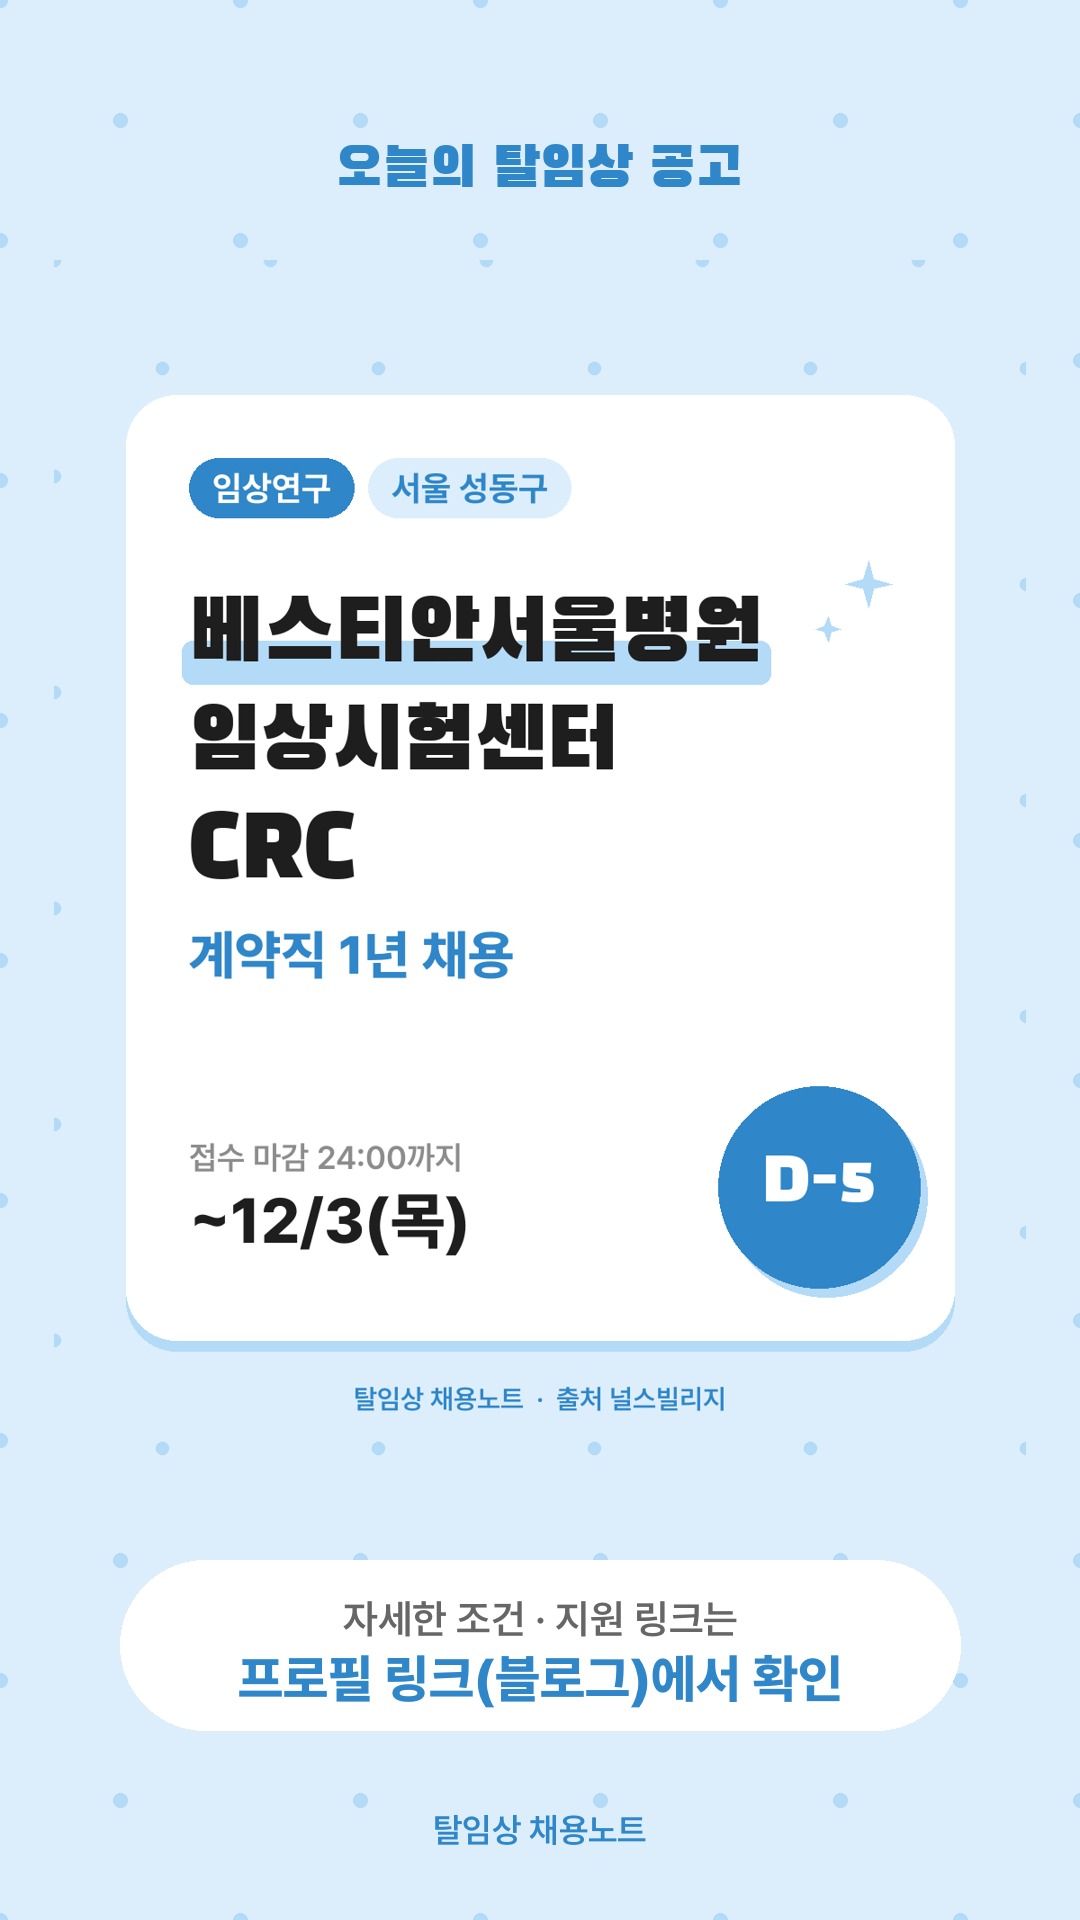 오늘의 탈임상 공고
임상연구 서울 성동구
베스티안서울병원
임상시험센터
CRC
계약직 1년 채용
접수 마감 24:00까지
~12/3(목)
D-5
탈임상 채용노트 · 출처 널스빌리지
자세한 조건 · 지원 링크는
프로필 링크(블로그)에서 확인
탈임상 채용노트